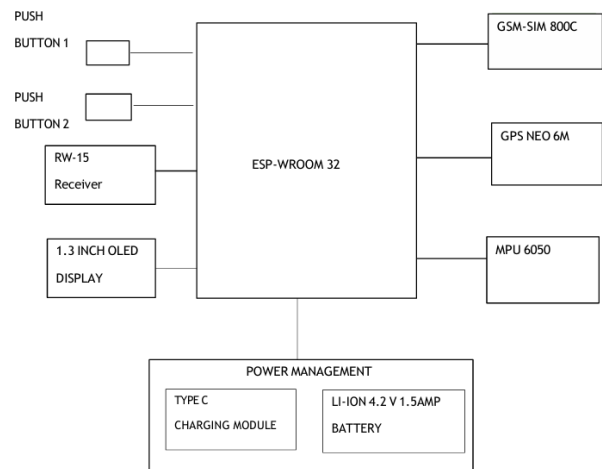 PUSH
BUTTON 1
PUSH
BUTTON 2
RW-15
Receiver
1.3 INCH OLED
DISPLAY
ESP-WROOM 32
GSM-SIM 800C
GPS NEO 6M
MPU 6050
POWER MANAGEMENT
TYPE C
CHARGING MODULE
LI-ION 4.2 V 1.5AMP
BATTERY